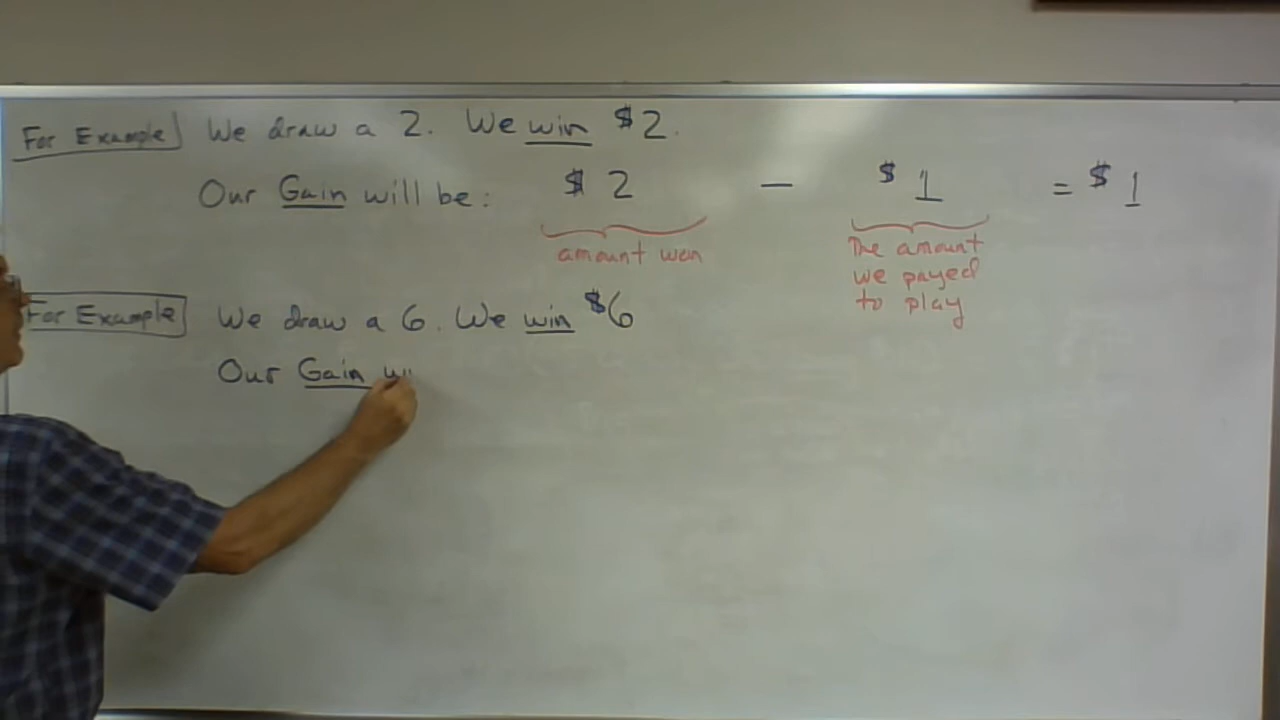 For Example We draw a 2. We win $2.
Our Gain will be: $ 2 — $ 1 = $ 1
amount won
The amount
we payed
to play
For Example We draw a 6. We win $6
Our Gain wi